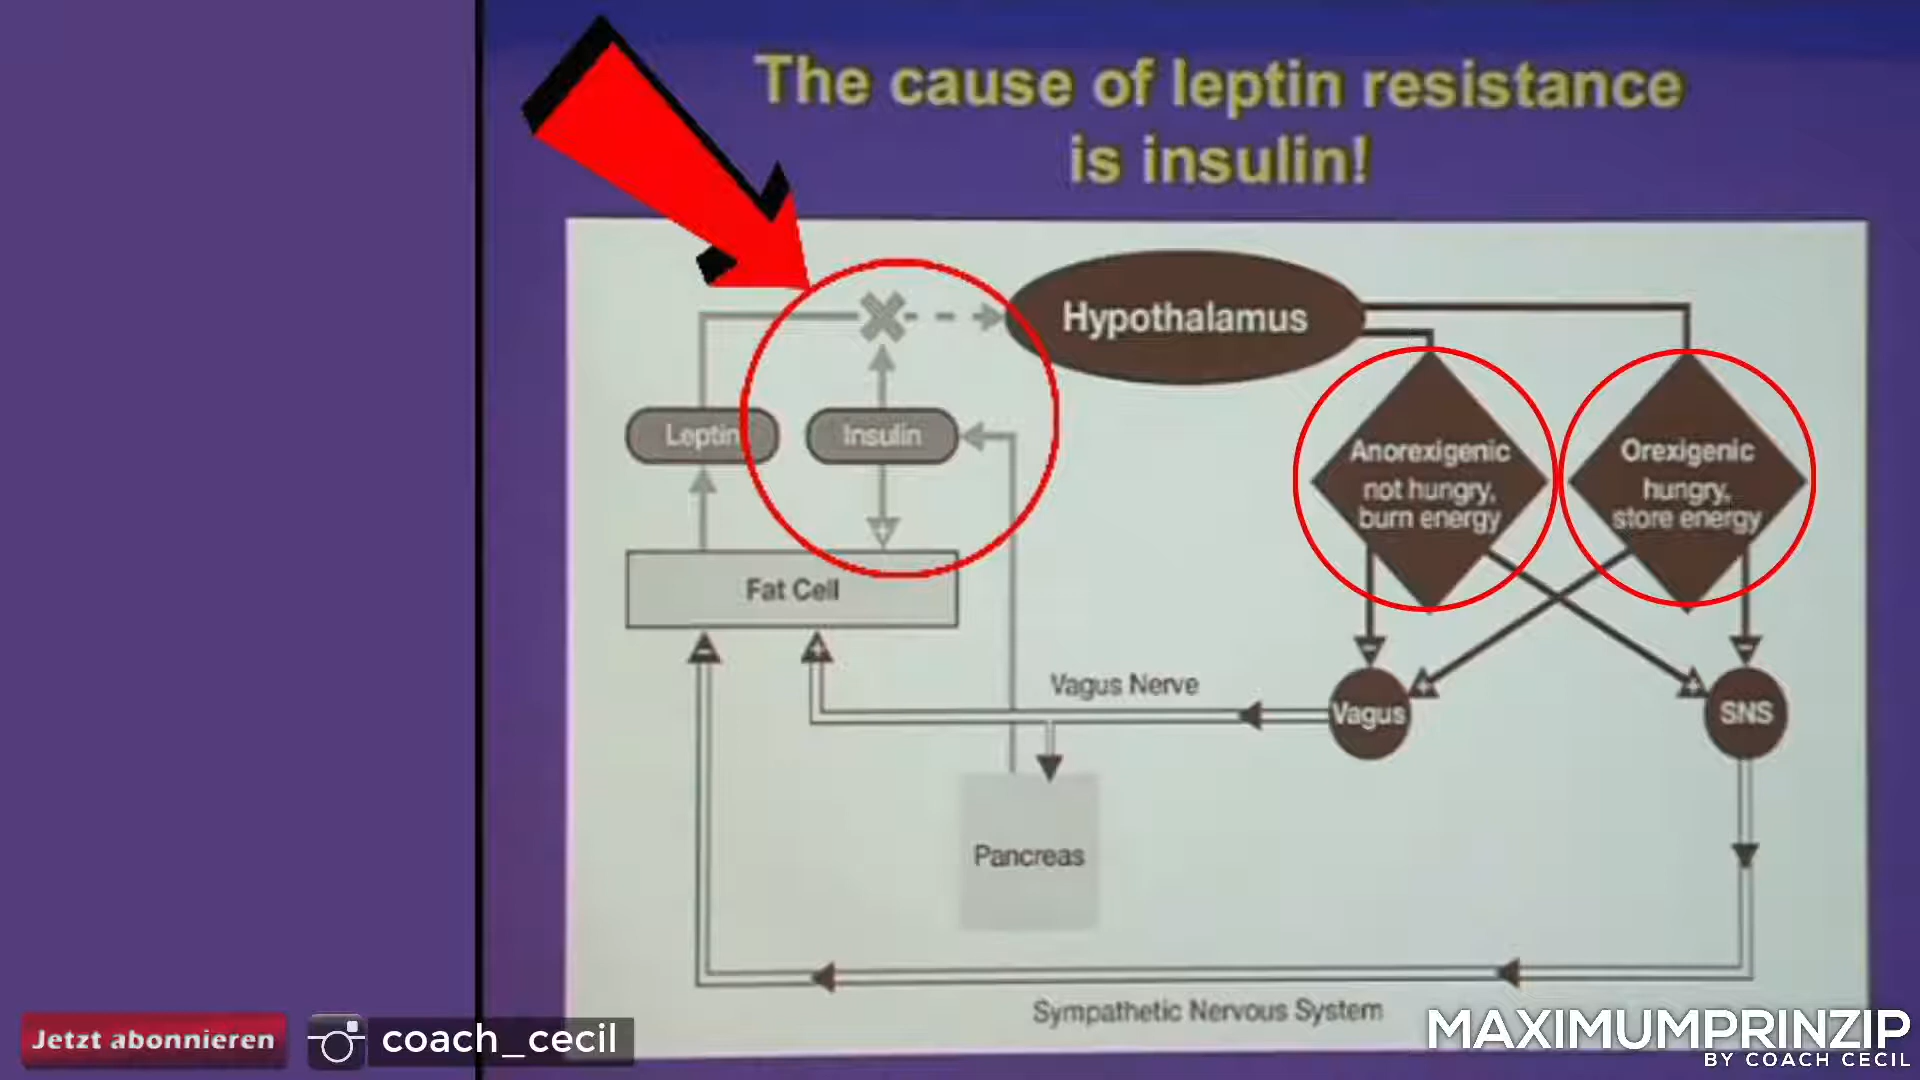 The cause of leptin resistance
is insulin!
Hypothalamus
Leptin
Insulin
Anorexigenic
not hungry,
burn energy
Orexigenic
hungry,
store energy
Fat Cell
-
+
+
-
+
+
-
Vagus Nerve
Vagus
SNS
Pancreas
Sympathetic Nervous System
Jetzt abonnieren
coach_cecil
MAXIMUMPRINZIP
BY COACH CECIL